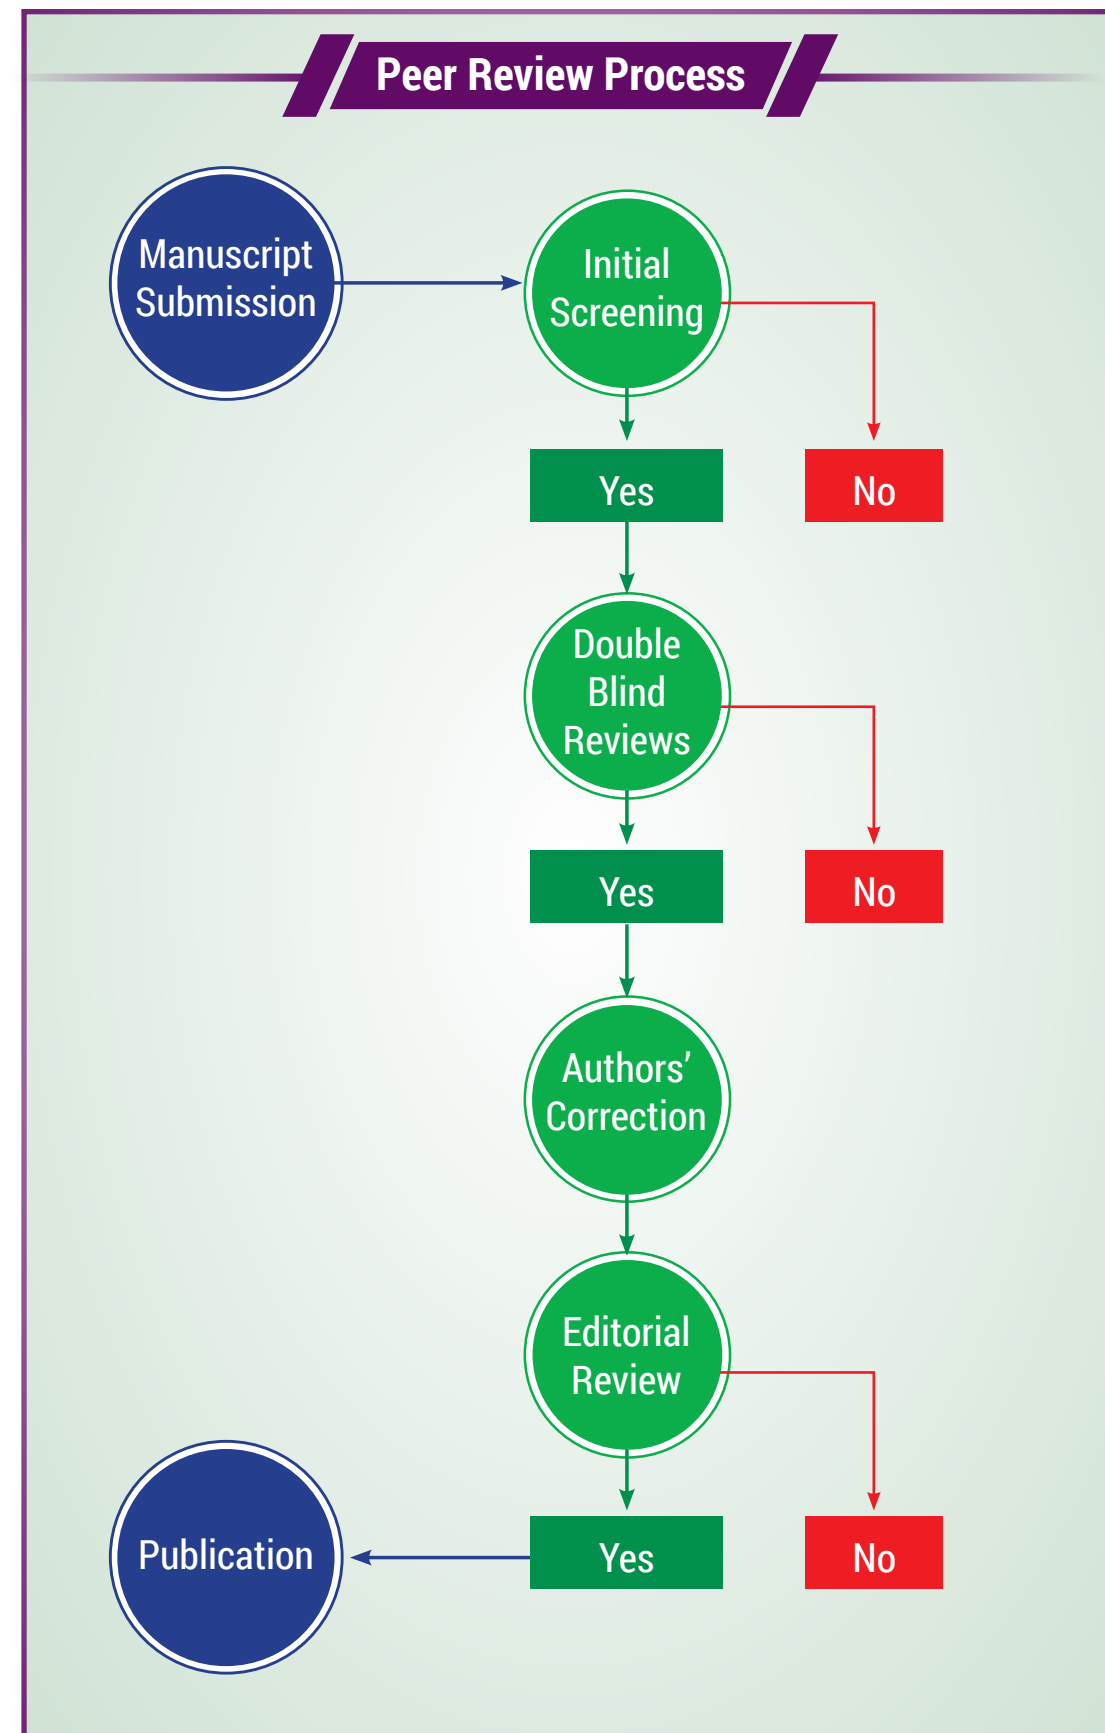 Peer Review Process
Manuscript
Submission
Initial
Screening
Yes
No
Double
Blind
Reviews
Yes
No
Authors’
Correction
Editorial
Review
Publication
Yes
No